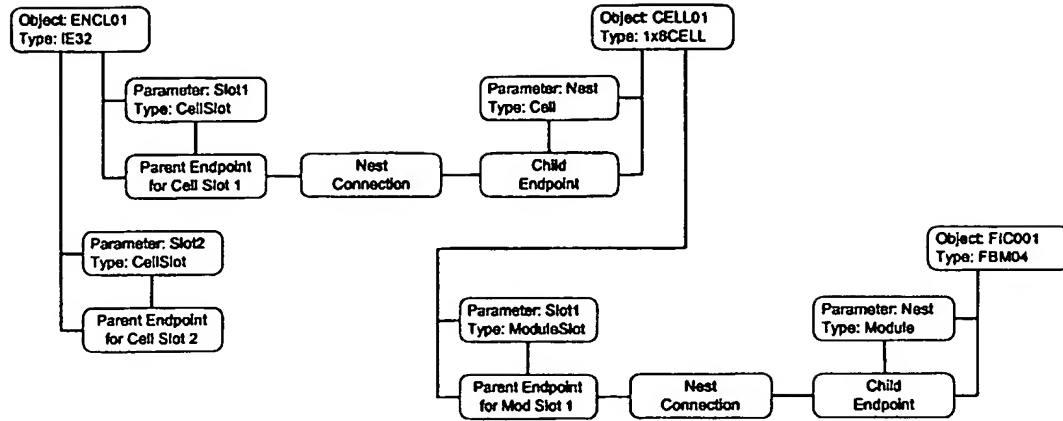 Object: ENCL01
Type: IE32
Object: CELL01
Type: 1x8CELL
Parameter: Slot1
Type: CellSlot
Parameter: Nest
Type: Cell
Parent Endpoint
for Cell Slot 1
Nest
Connection
Child
Endpoint
Parameter: Slot2
Type: CellSlot
Object: FIC001
Type: FBM04
Parent Endpoint
for Cell Slot 2
Parameter: Slot1
Type: ModuleSlot
Parameter: Nest
Type: Module
Parent Endpoint
for Mod Slot 1
Nest
Connection
Child
Endpoint